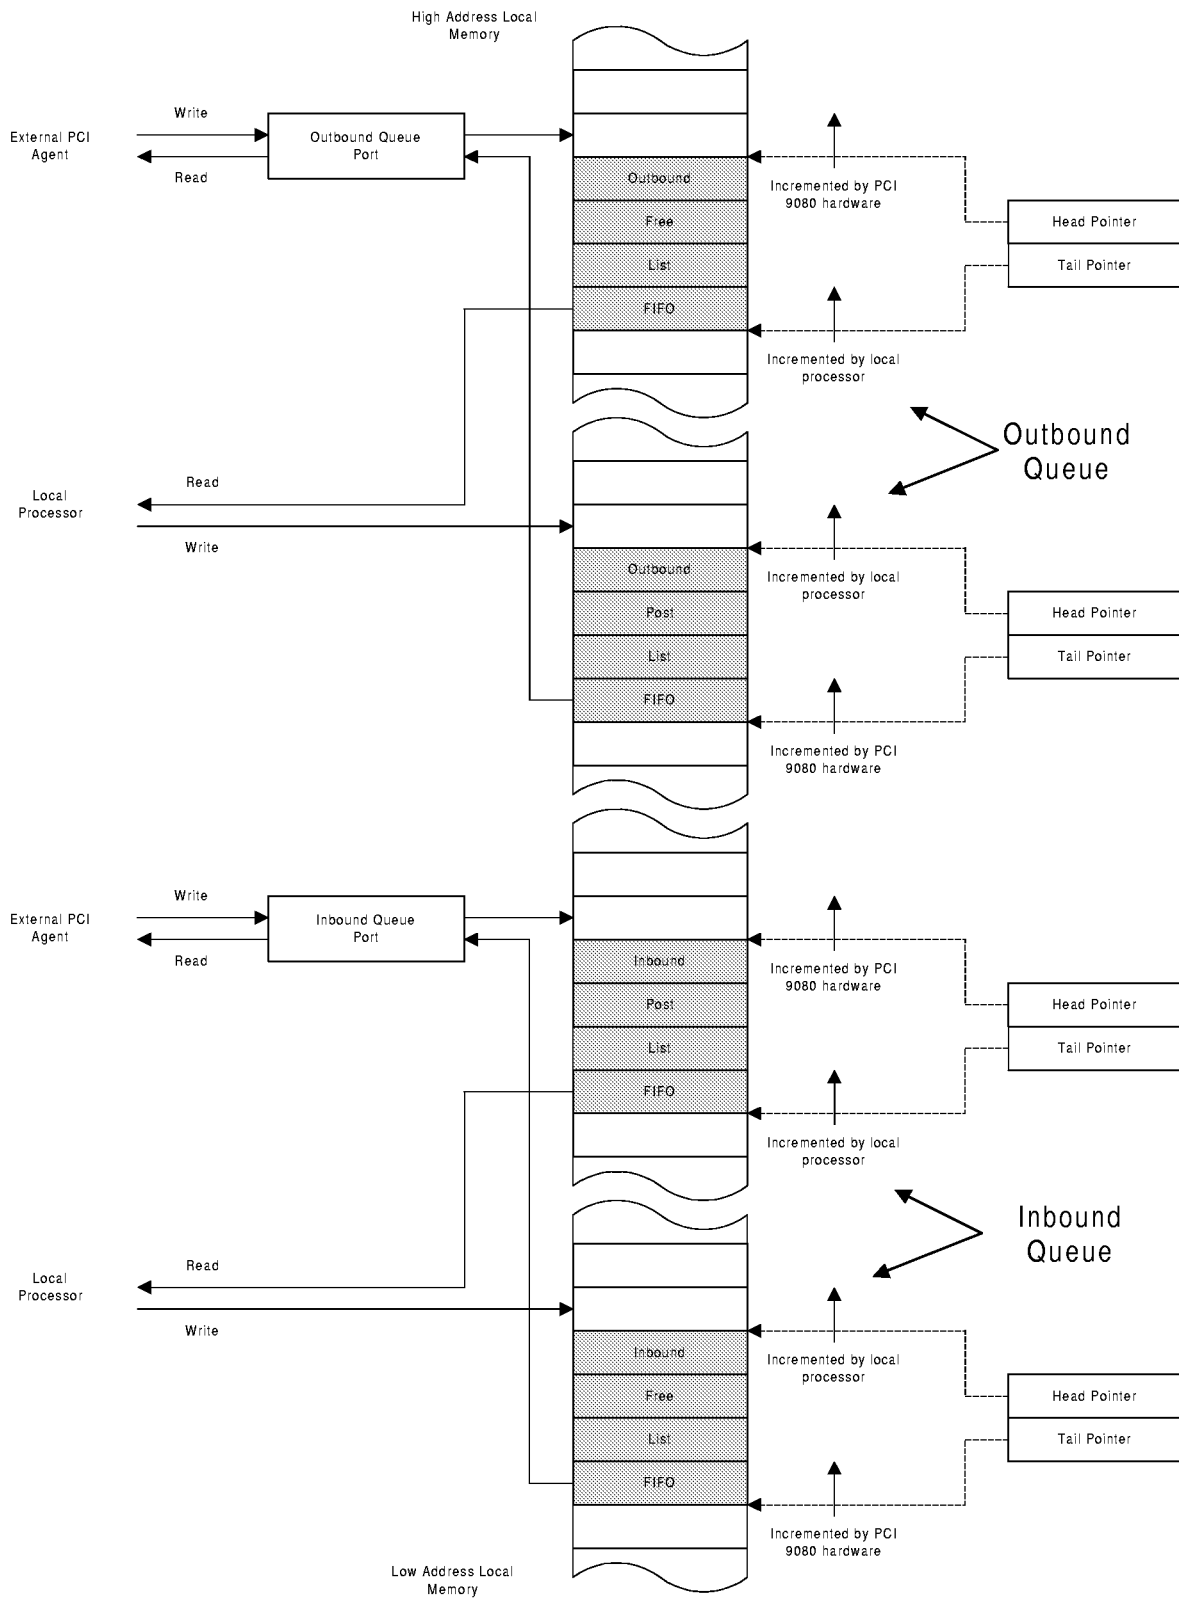 High Address Local
Memory
Write
External PCI
Agent
Outbound Queue
Port
Read
Outbound
Free
List
FIFO
Incremented by PCI
9080 hardware
Head Pointer
Tail Pointer
Incremented by local
processor
Outbound
Queue
Read
Local
Processor
Write
Outbound
Post
List
FIFO
Incremented by local
processor
Head Pointer
Tail Pointer
Incremented by PCI
9080 hardware
Write
External PCI
Agent
Inbound Queue
Port
Read
Inbound
Post
List
FIFO
Incremented by PCI
9080 hardware
Head Pointer
Tail Pointer
Incremented by local
processor
Inbound
Queue
Read
Local
Processor
Write
Inbound
Free
List
FIFO
Incremented by local
processor
Head Pointer
Tail Pointer
Incremented by PCI
9080 hardware
Low Address Local
Memory